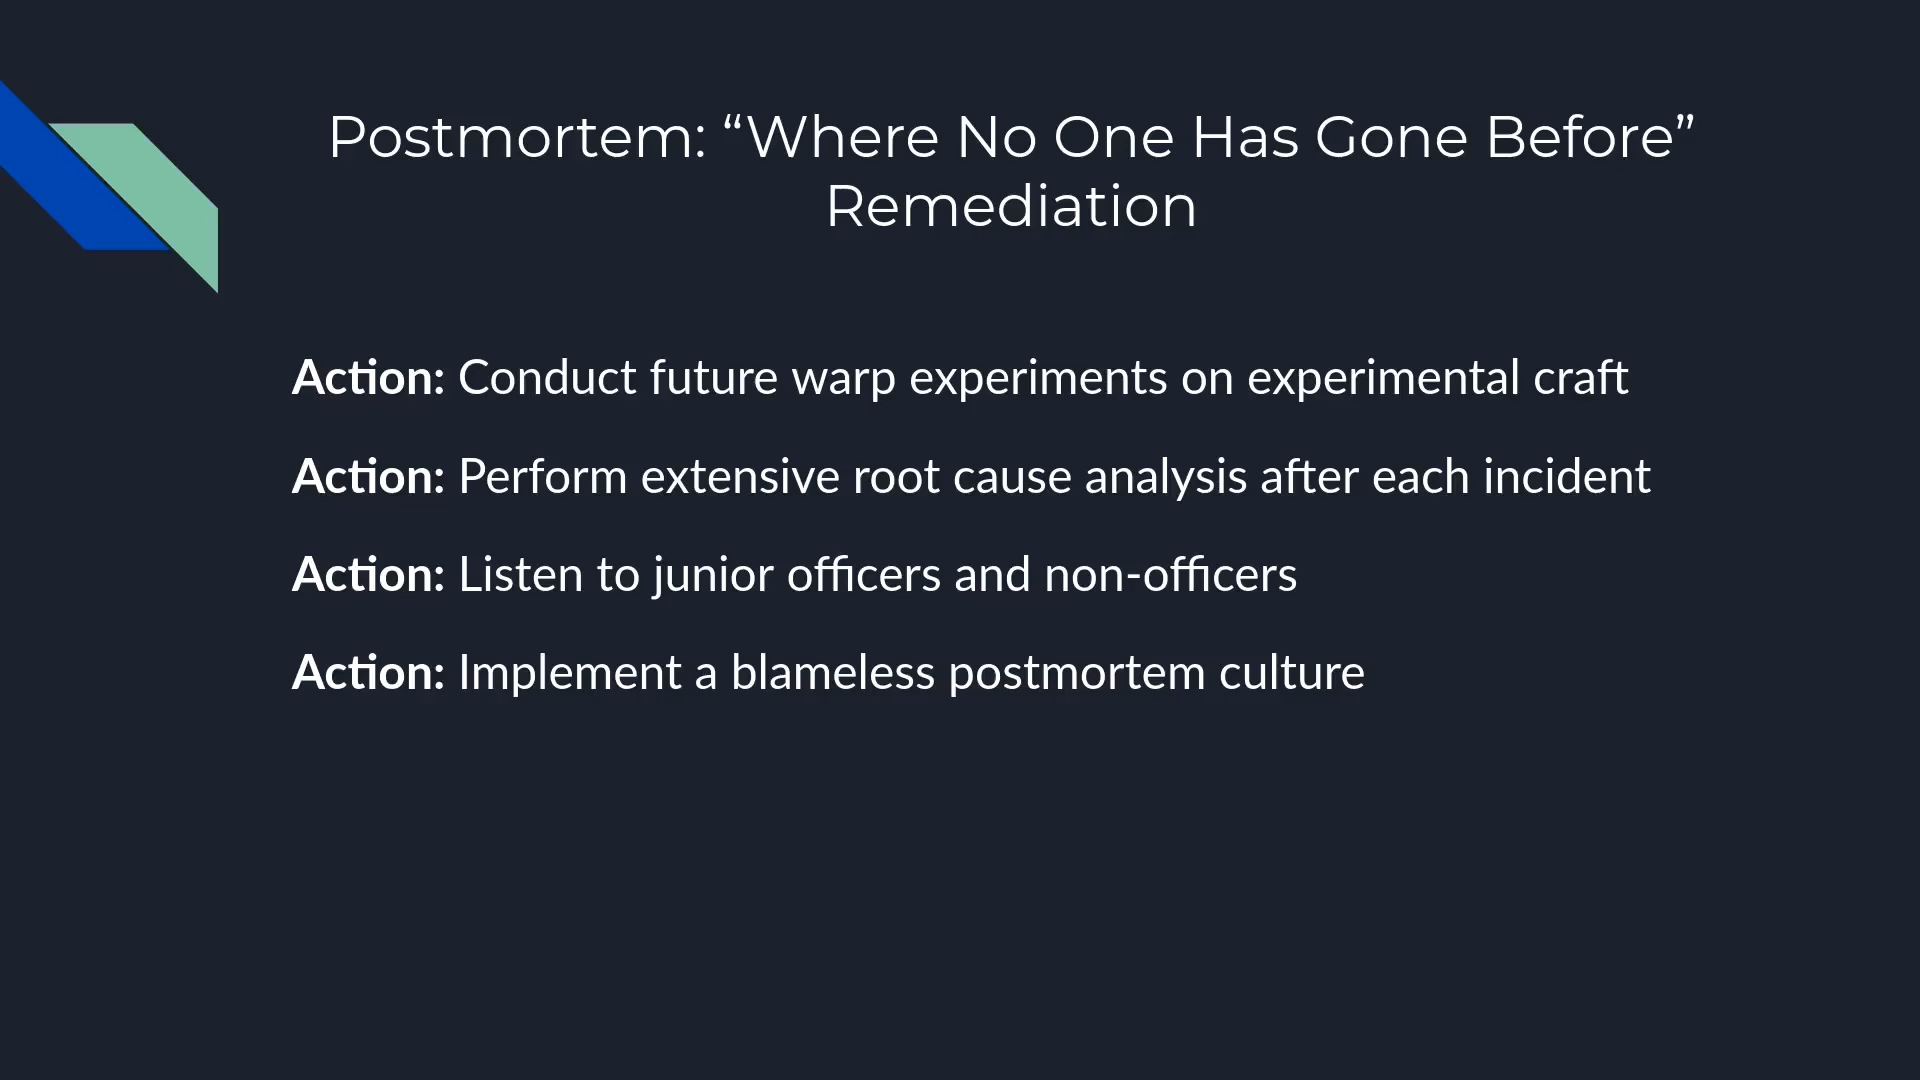 Postmortem: “Where No One Has Gone Before”
Remediation
Action: Conduct future warp experiments on experimental craft
Action: Perform extensive root cause analysis after each incident
Action: Listen to junior officers and non-officers
Action: Implement a blameless postmortem culture